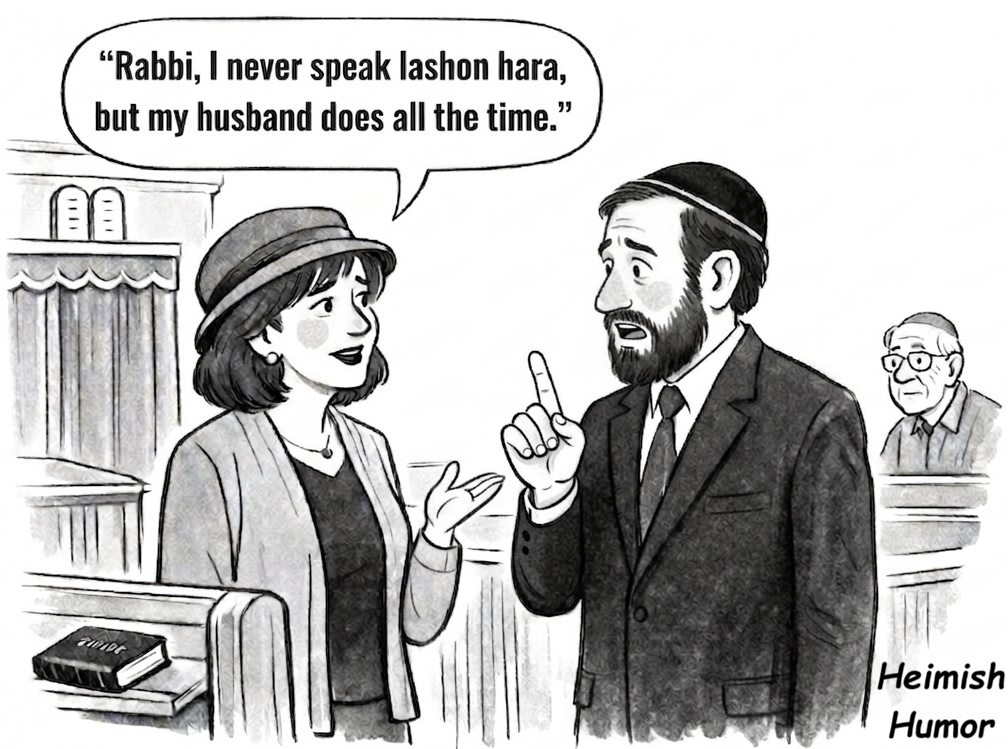 “Rabbi, I never speak lashon hara,
but my husband does all the time.”
Heimish
Humor